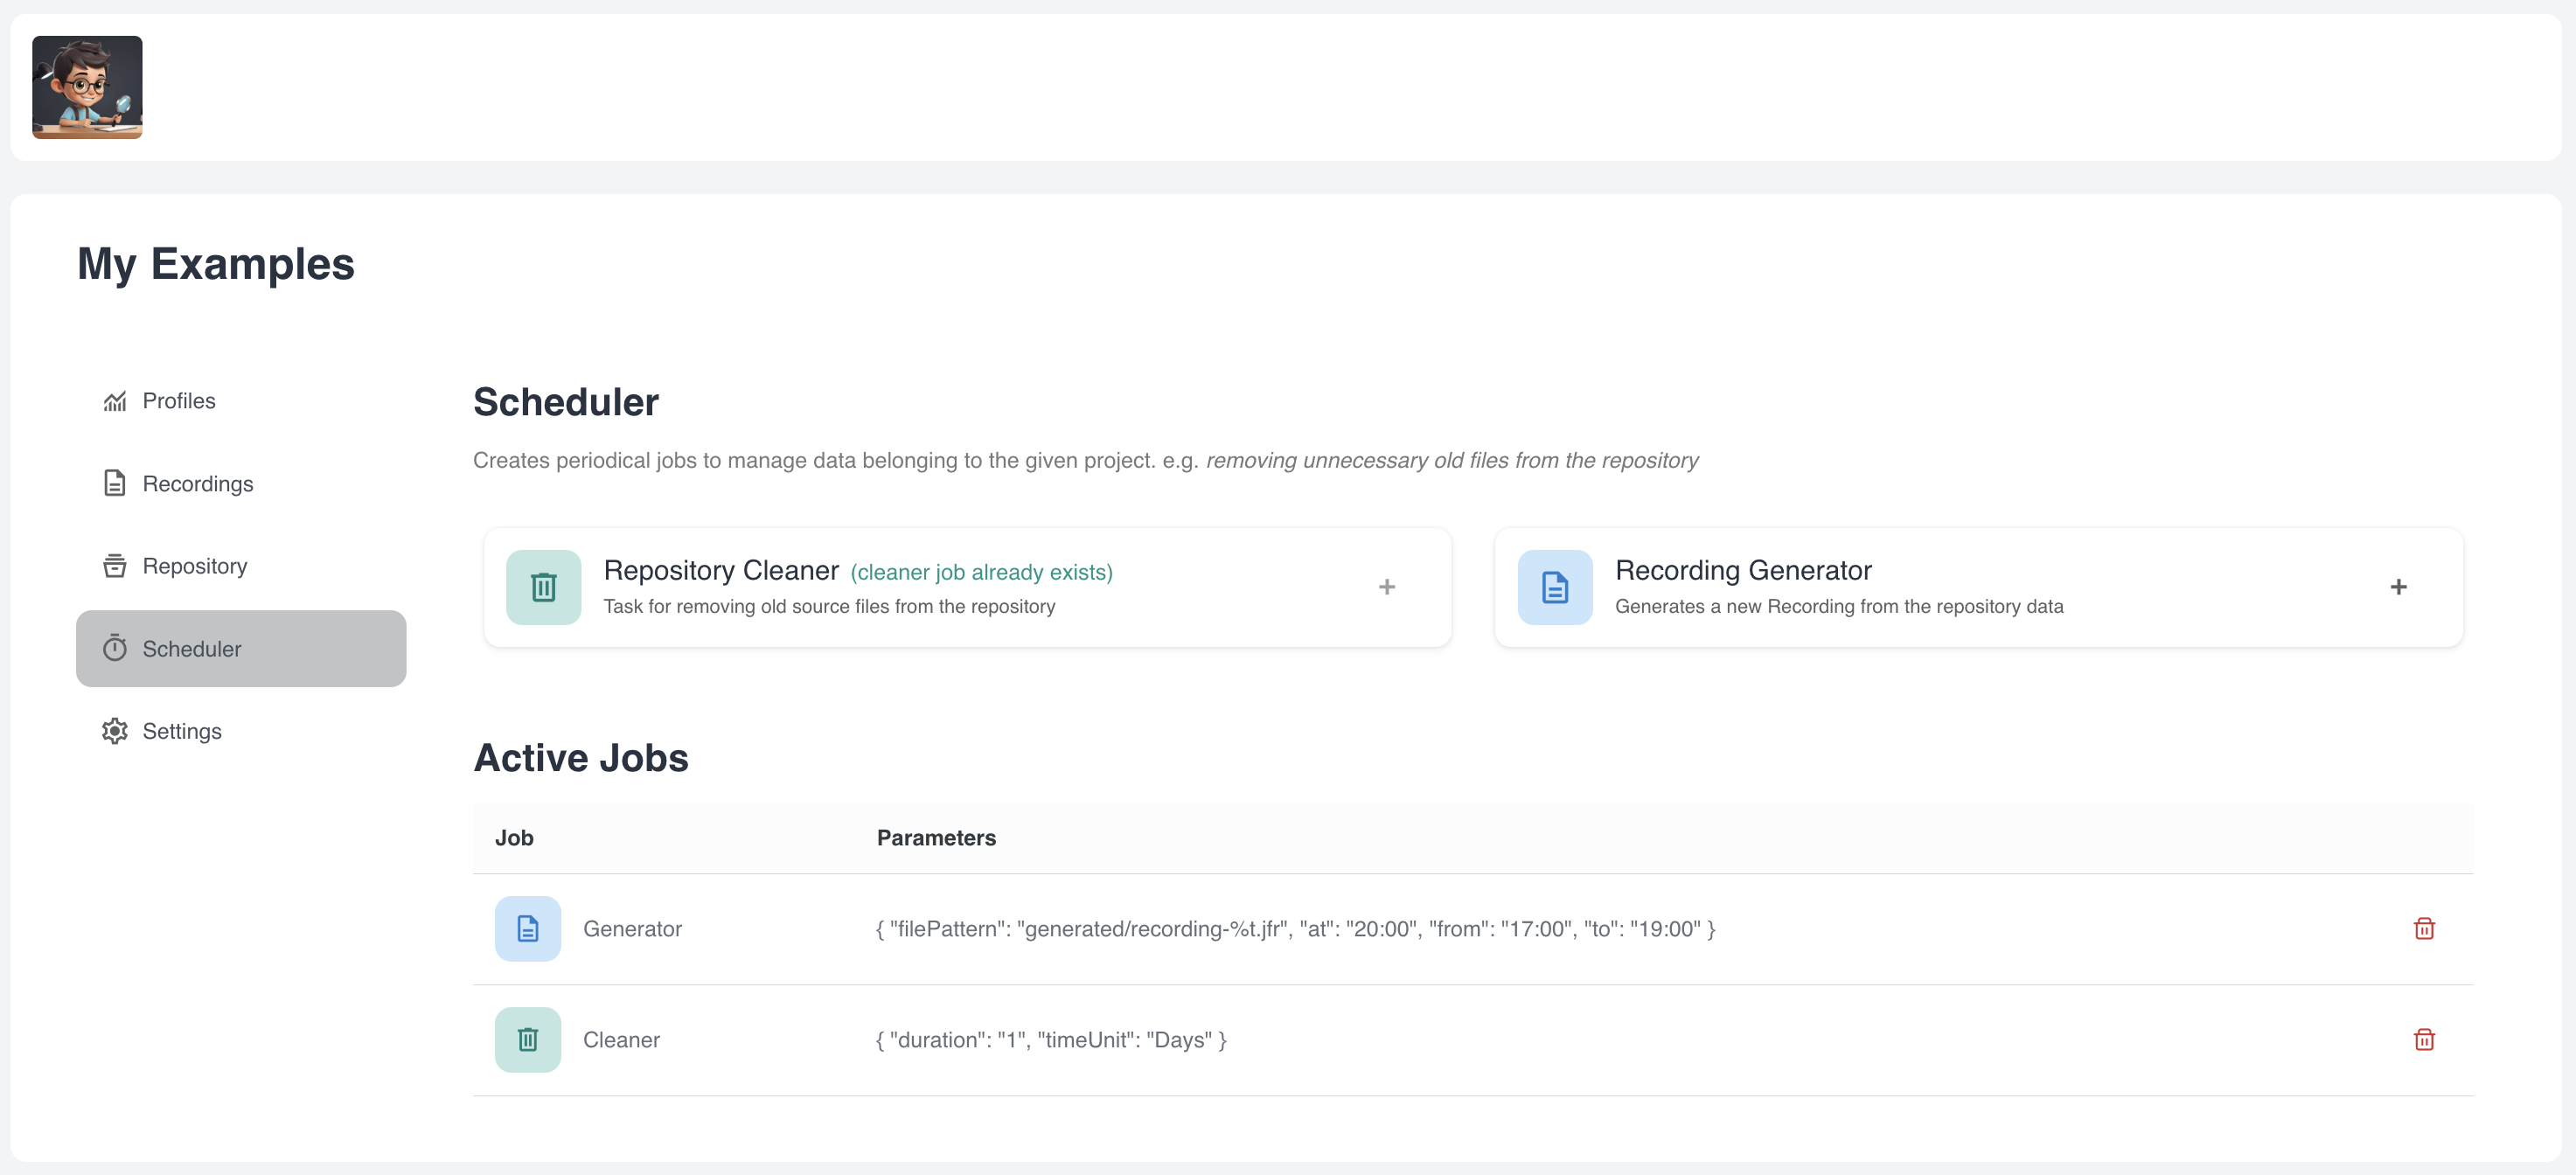 My Examples
Profiles
Recordings
Repository
Scheduler
Settings
Scheduler
Creates periodical jobs to manage data belonging to the given project. e.g. removing unnecessary old files from the repository
Repository Cleaner (cleaner job already exists)
Task for removing old source files from the repository
Recording Generator
Generates a new Recording from the repository data
Active Jobs
Job Parameters
Generator { "filePattern": "generated/recording-%t.jfr", "at": "20:00", "from": "17:00", "to": "19:00" }
Cleaner { "duration": "1", "timeUnit": "Days" }